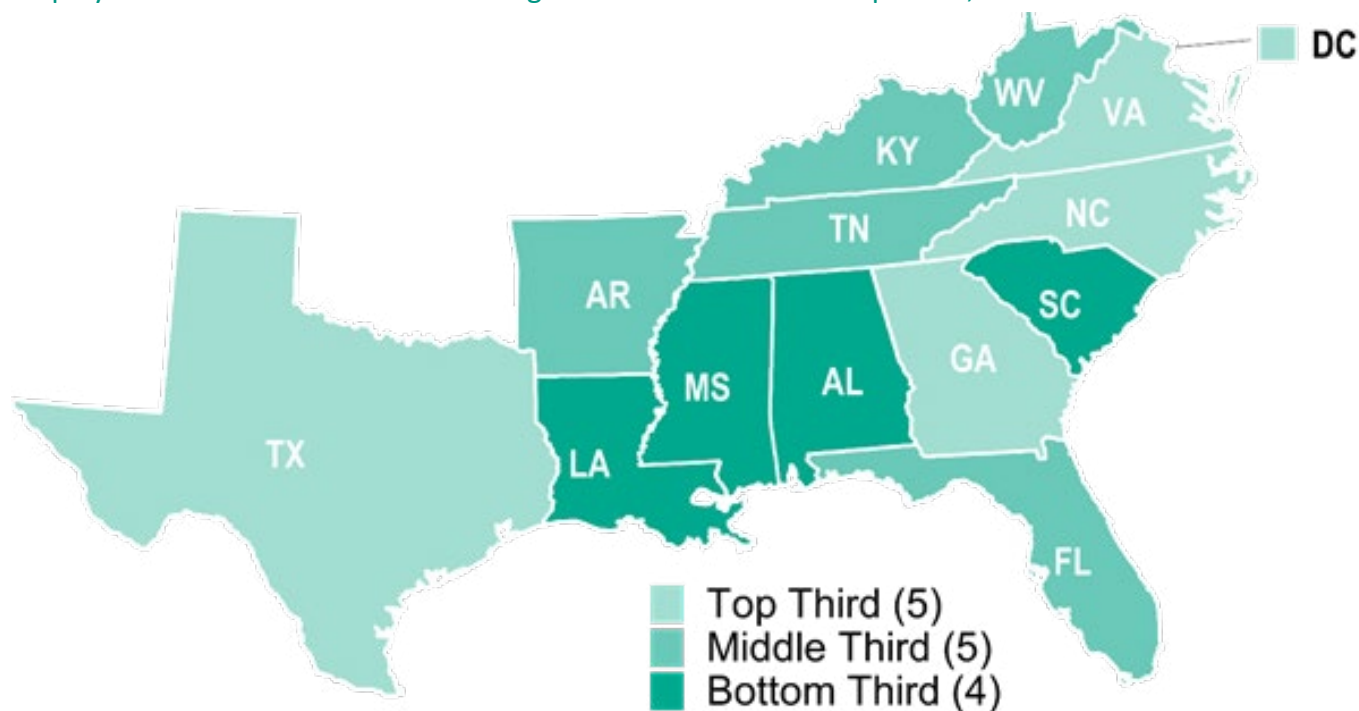 DC
WV
VA
KY
NC
TN
AR
SC
GA
MS
AL
TX
LA
FL
Top Third (5)
Middle Third (5)
Bottom Third (4)